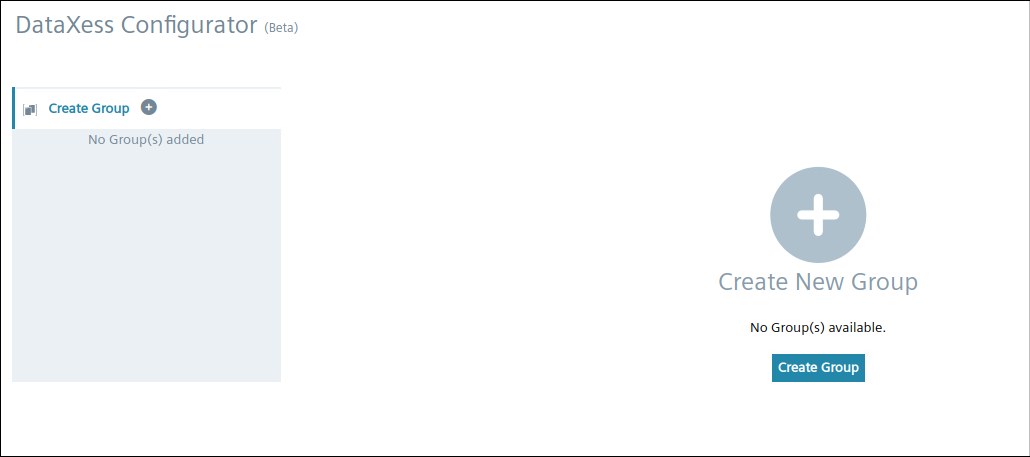 DataXess Configurator (Beta)
Create Group
No Group(s) added
Create New Group
No Group(s) available.
Create Group